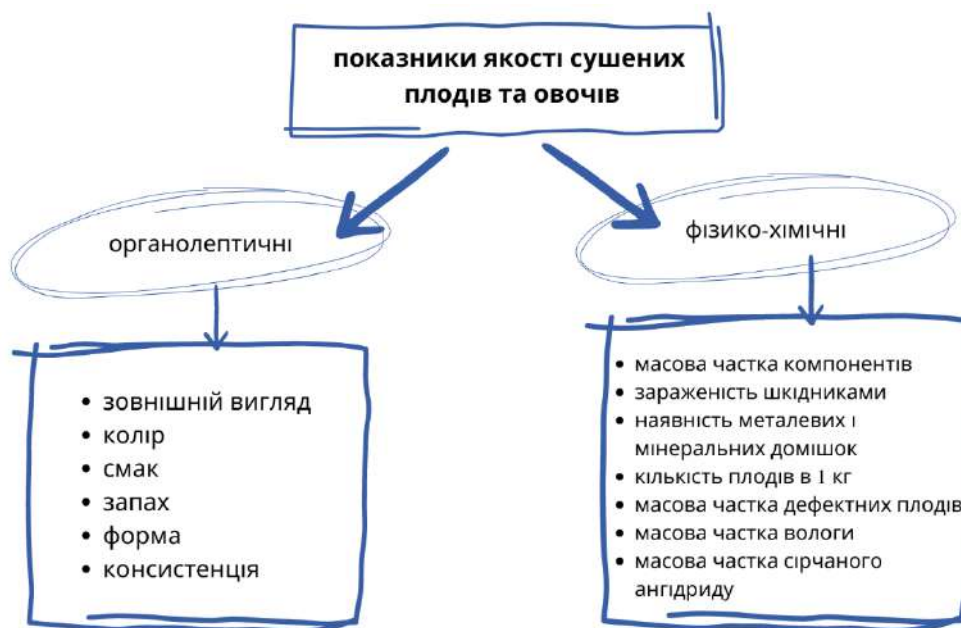 показники якості сушених
плодів та овочів
органолептичні
фізико-хімічні
• зовнішній вигляд
• колір
• смак
• запах
• форма
• консистенція
• масова частка компонентів
• зараженість шкідниками
• наявність металевих і
мінеральних домішок
• кількість плодів в 1 кг
• масова частка дефектних плодів
• масова частка вологи
• масова частка сірчаного
ангідриду